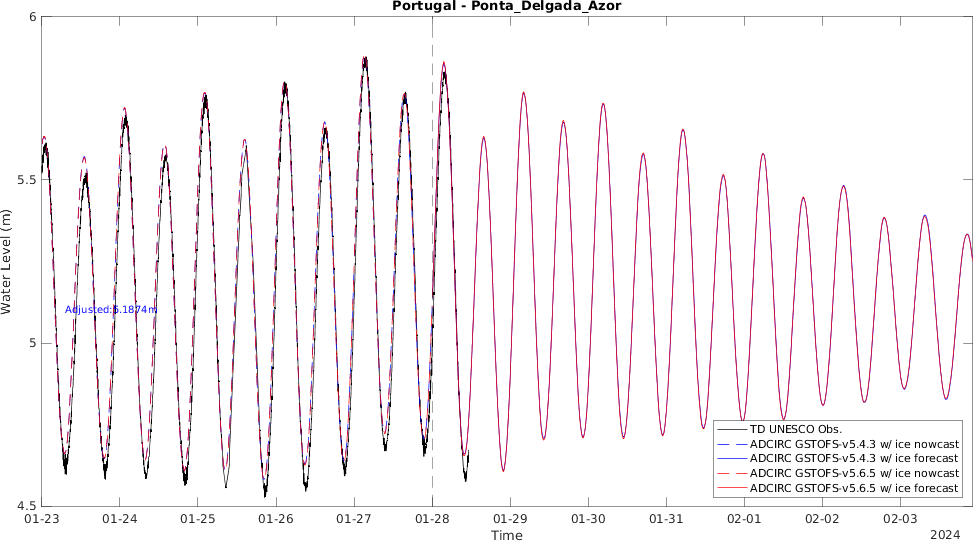 Portugal - Ponta_Delgada_Azor
6
5.5
5
4.5
Water Level (m)
Adjusted:5.1874m
TD UNESCO Obs.
ADCIRC GSTOFS-v5.4.3 w/ ice nowcast
ADCIRC GSTOFS-v5.4.3 w/ ice forecast
ADCIRC GSTOFS-v5.6.5 w/ ice nowcast
ADCIRC GSTOFS-v5.6.5 w/ ice forecast
01-23 01-24 01-25 01-26 01-27 01-28 01-29 01-30 01-31 02-01 02-02 02-03
Time
2024